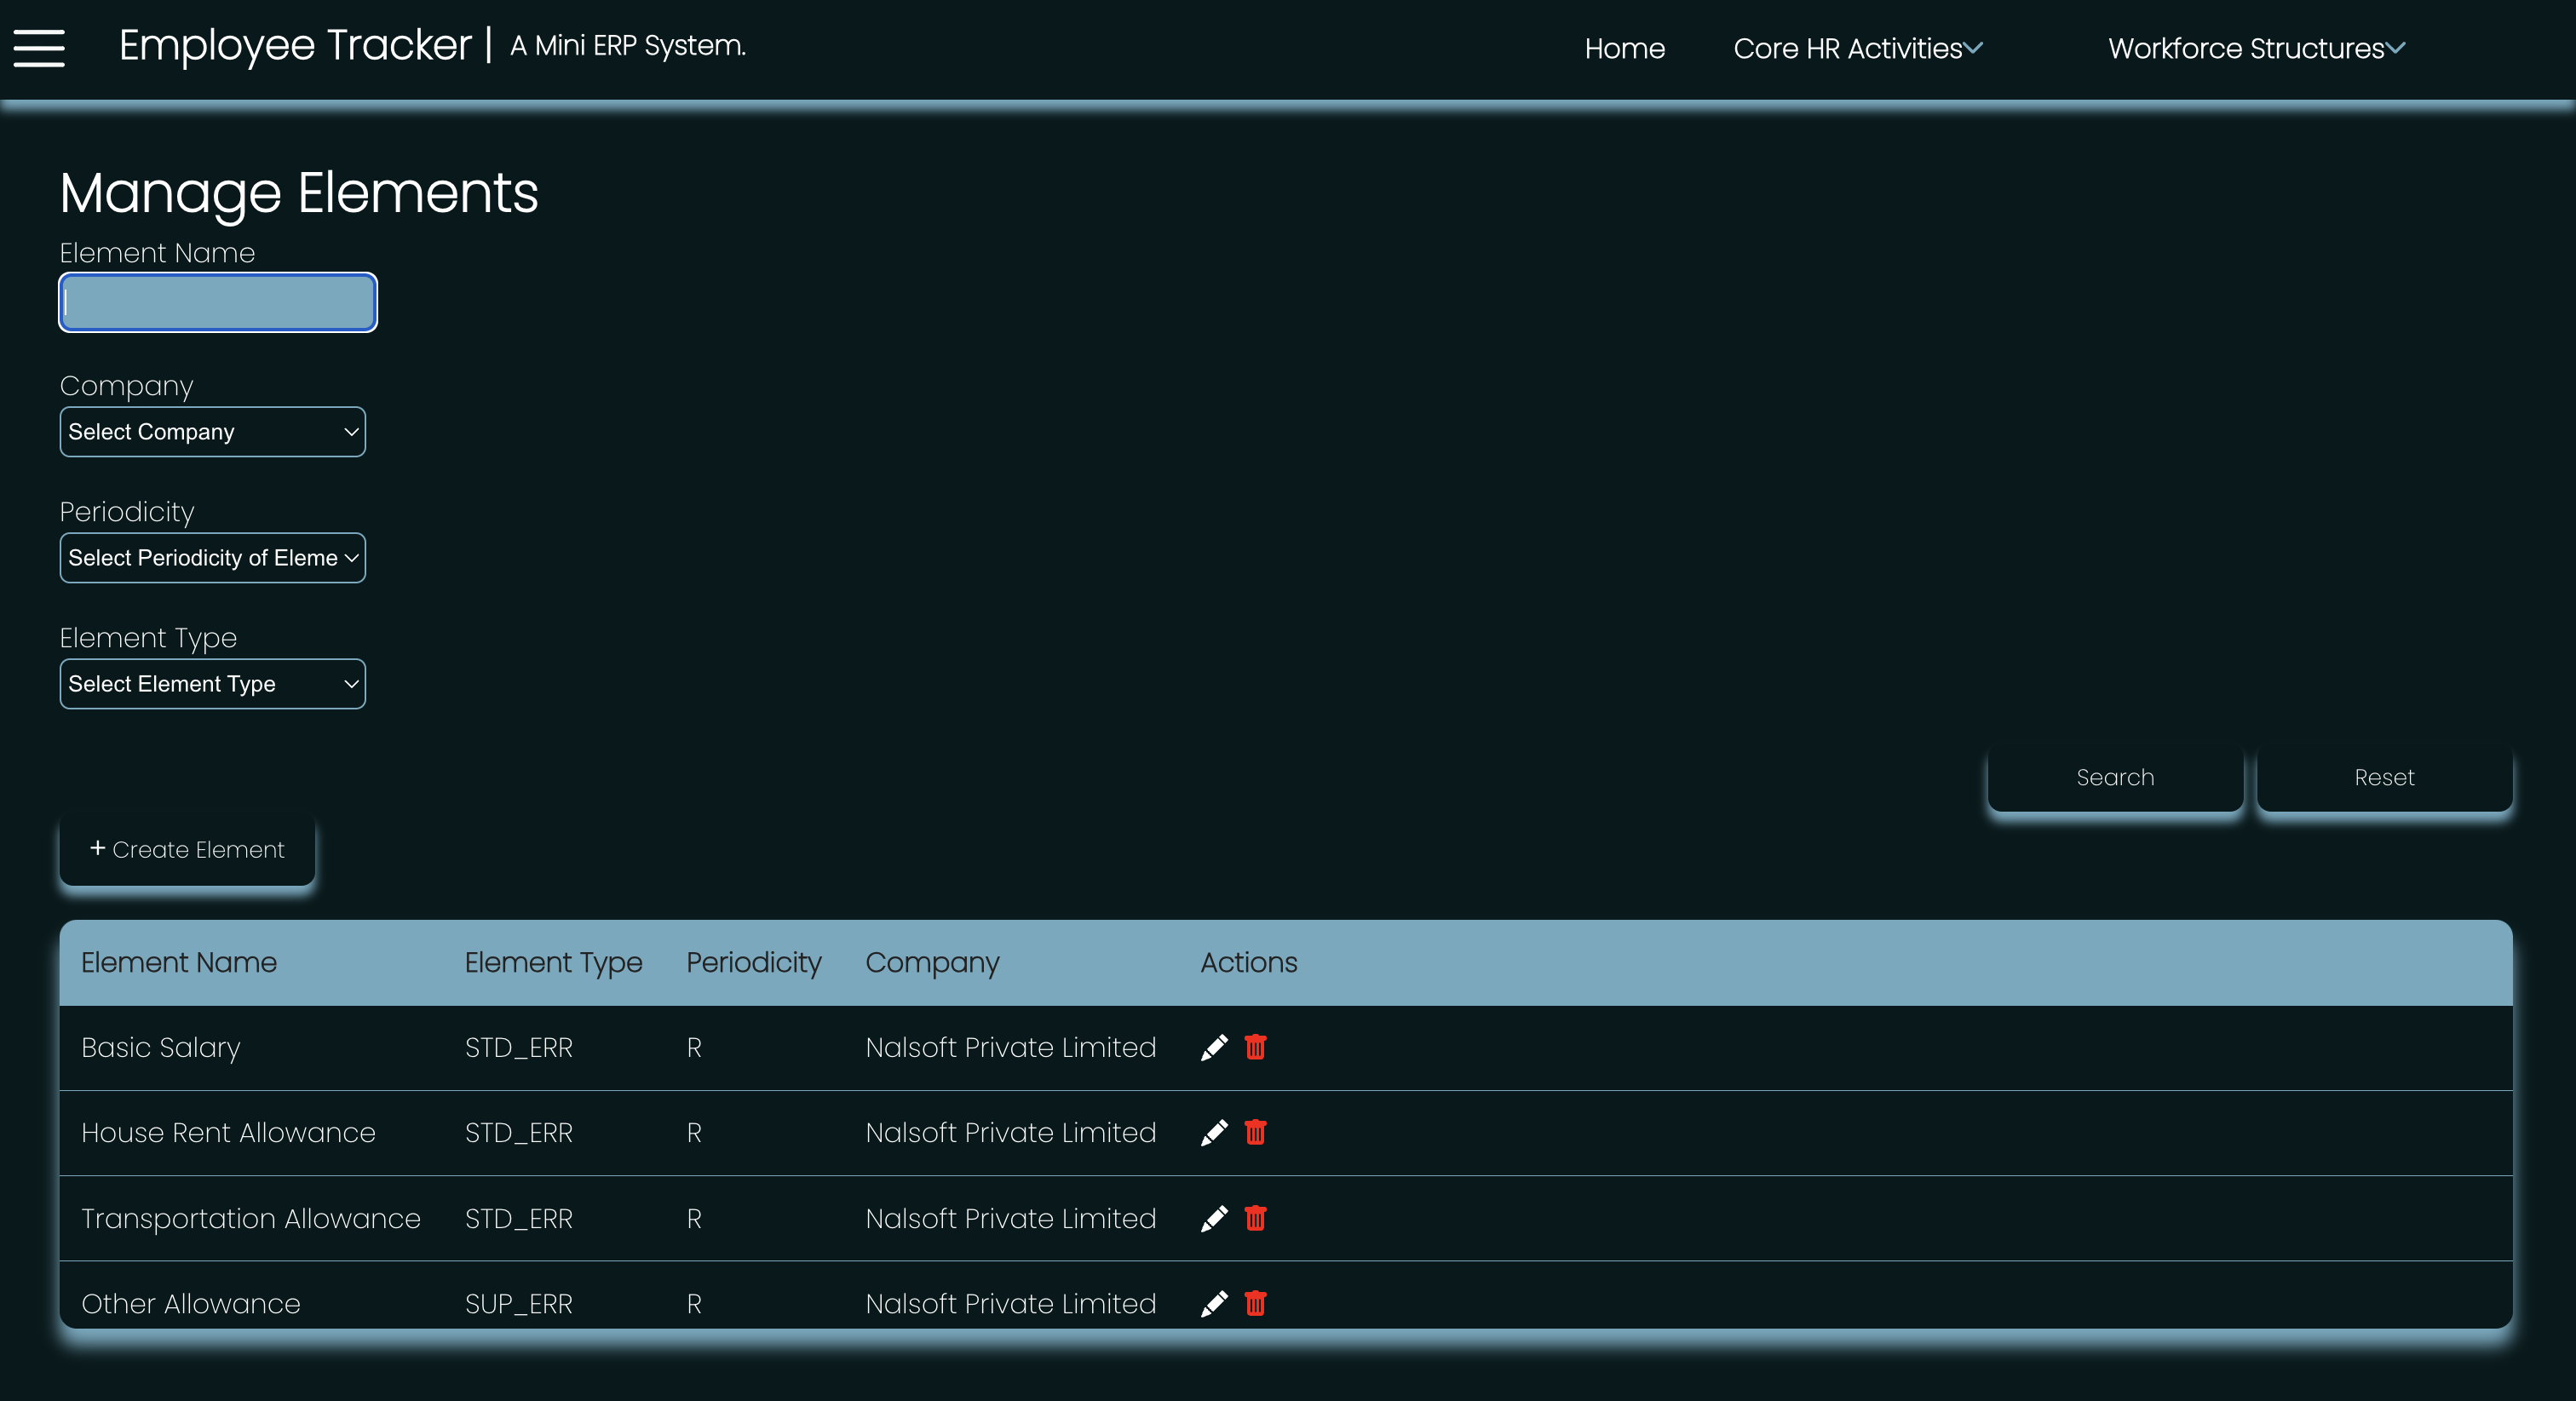 Employee Tracker | A Mini ERP System.
Home
Core HR Activities
Workforce Structures
Manage Elements
Element Name
Company
Select Company
Periodicity
Select Periodicity of Eleme
Element Type
Select Element Type
Search
Reset
+ Create Element
Element Name Element Type Periodicity Company Actions
Basic Salary STD_ERR R Nalsoft Private Limited
House Rent Allowance STD_ERR R Nalsoft Private Limited
Transportation Allowance STD_ERR R Nalsoft Private Limited
Other Allowance SUP_ERR R Nalsoft Private Limited